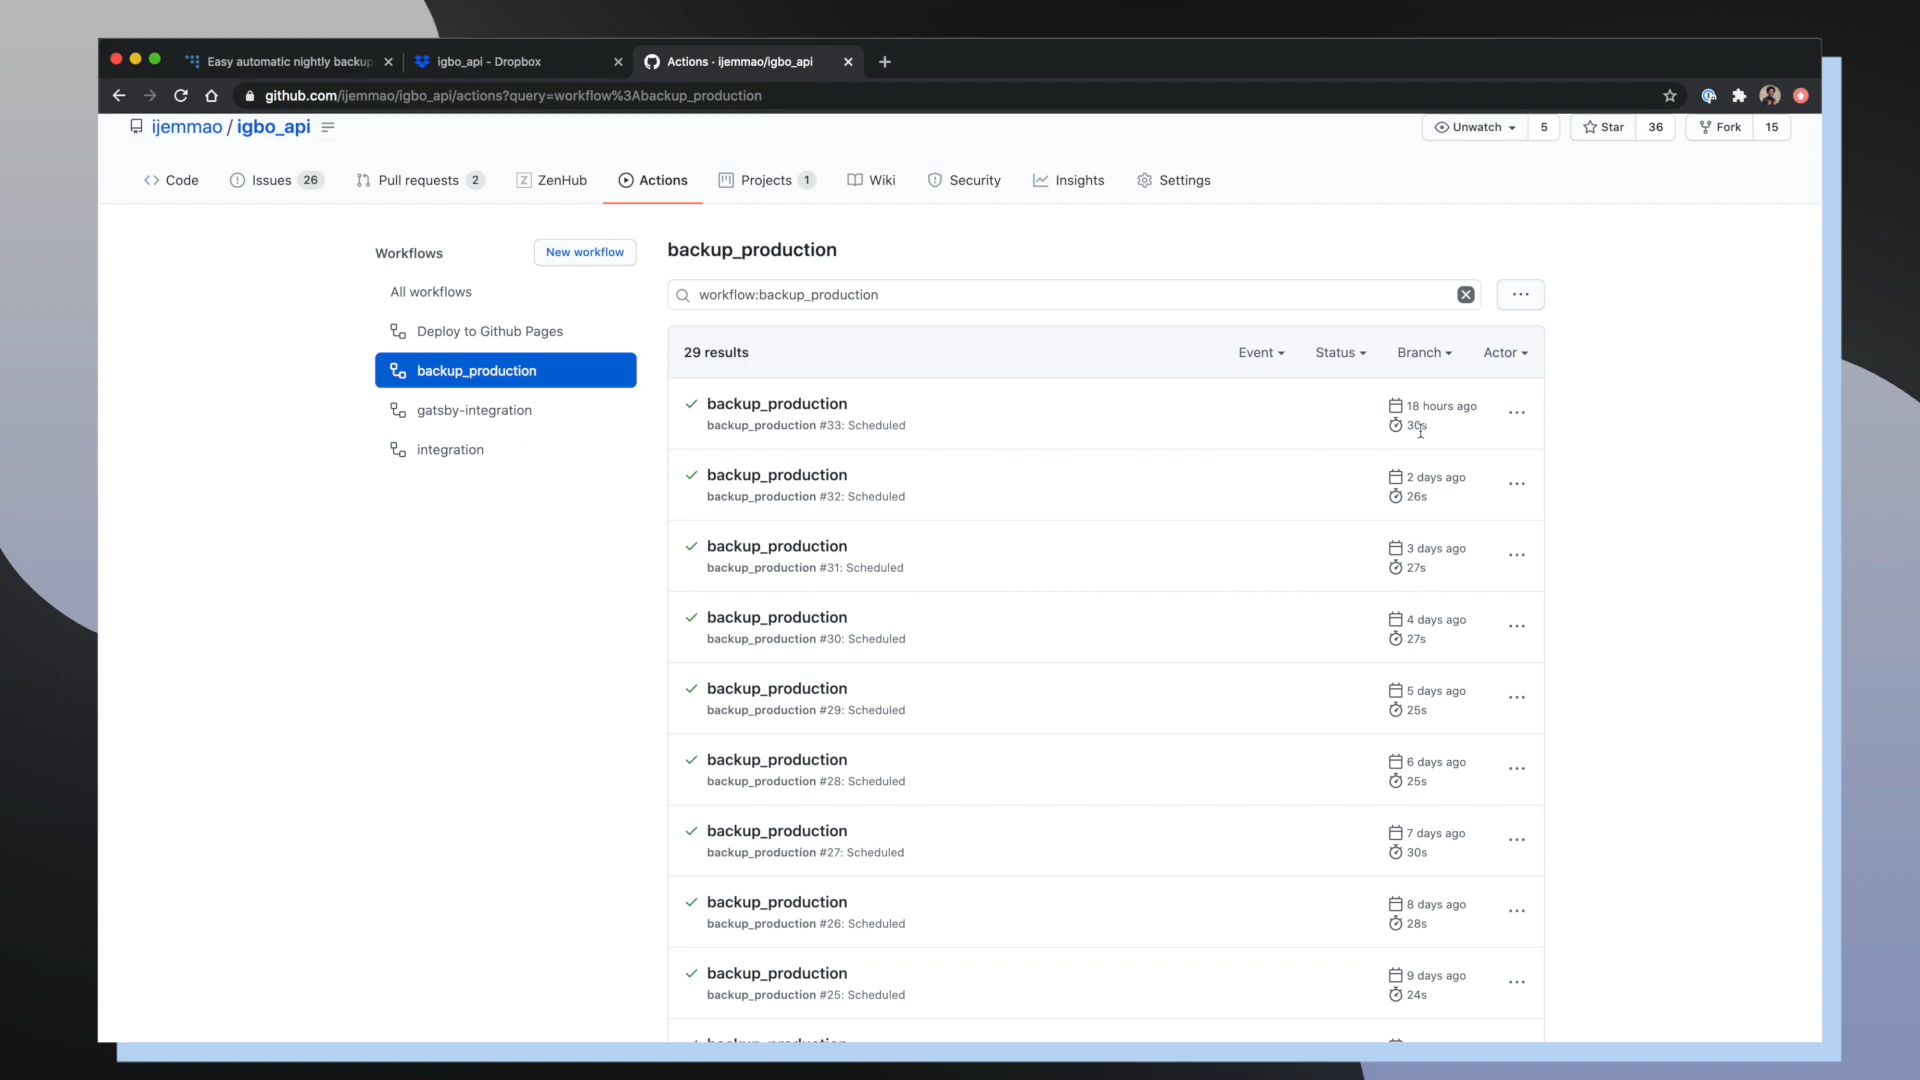 Easy automatic nightly backup
igbo_api - Dropbox
Actions · ijemmao/igbo_api
github.com/ijemmao/igbo_api/actions?query=workflow%3Abackup_production
ijemmao / igbo_api
Unwatch 5
Star 36
Fork 15
Code
Issues 26
Pull requests 2
ZenHub
Actions
Projects 1
Wiki
Security
Insights
Settings
Workflows
New workflow
All workflows
Deploy to Github Pages
backup_production
gatsby-integration
integration
backup_production
workflow:backup_production
29 results
Event
Status
Branch
Actor
backup_production
18 hours ago
backup_production #33: Scheduled
30s
backup_production
2 days ago
backup_production #32: Scheduled
26s
backup_production
3 days ago
backup_production #31: Scheduled
27s
backup_production
4 days ago
backup_production #30: Scheduled
27s
backup_production
5 days ago
backup_production #29: Scheduled
25s
backup_production
6 days ago
backup_production #28: Scheduled
25s
backup_production
7 days ago
backup_production #27: Scheduled
30s
backup_production
8 days ago
backup_production #26: Scheduled
28s
backup_production
9 days ago
backup_production #25: Scheduled
24s